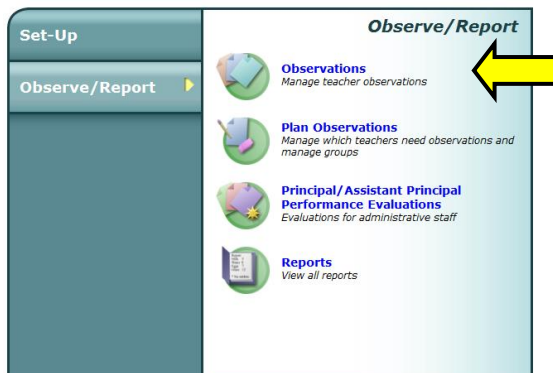 Set-Up
Observe/Report
Observe/Report
Observations
Manage teacher observations
Plan Observations
Manage which teachers need observations and
manage groups
Principal/Assistant Principal
Performance Evaluations
Evaluations for administrative staff
Reports
View all reports